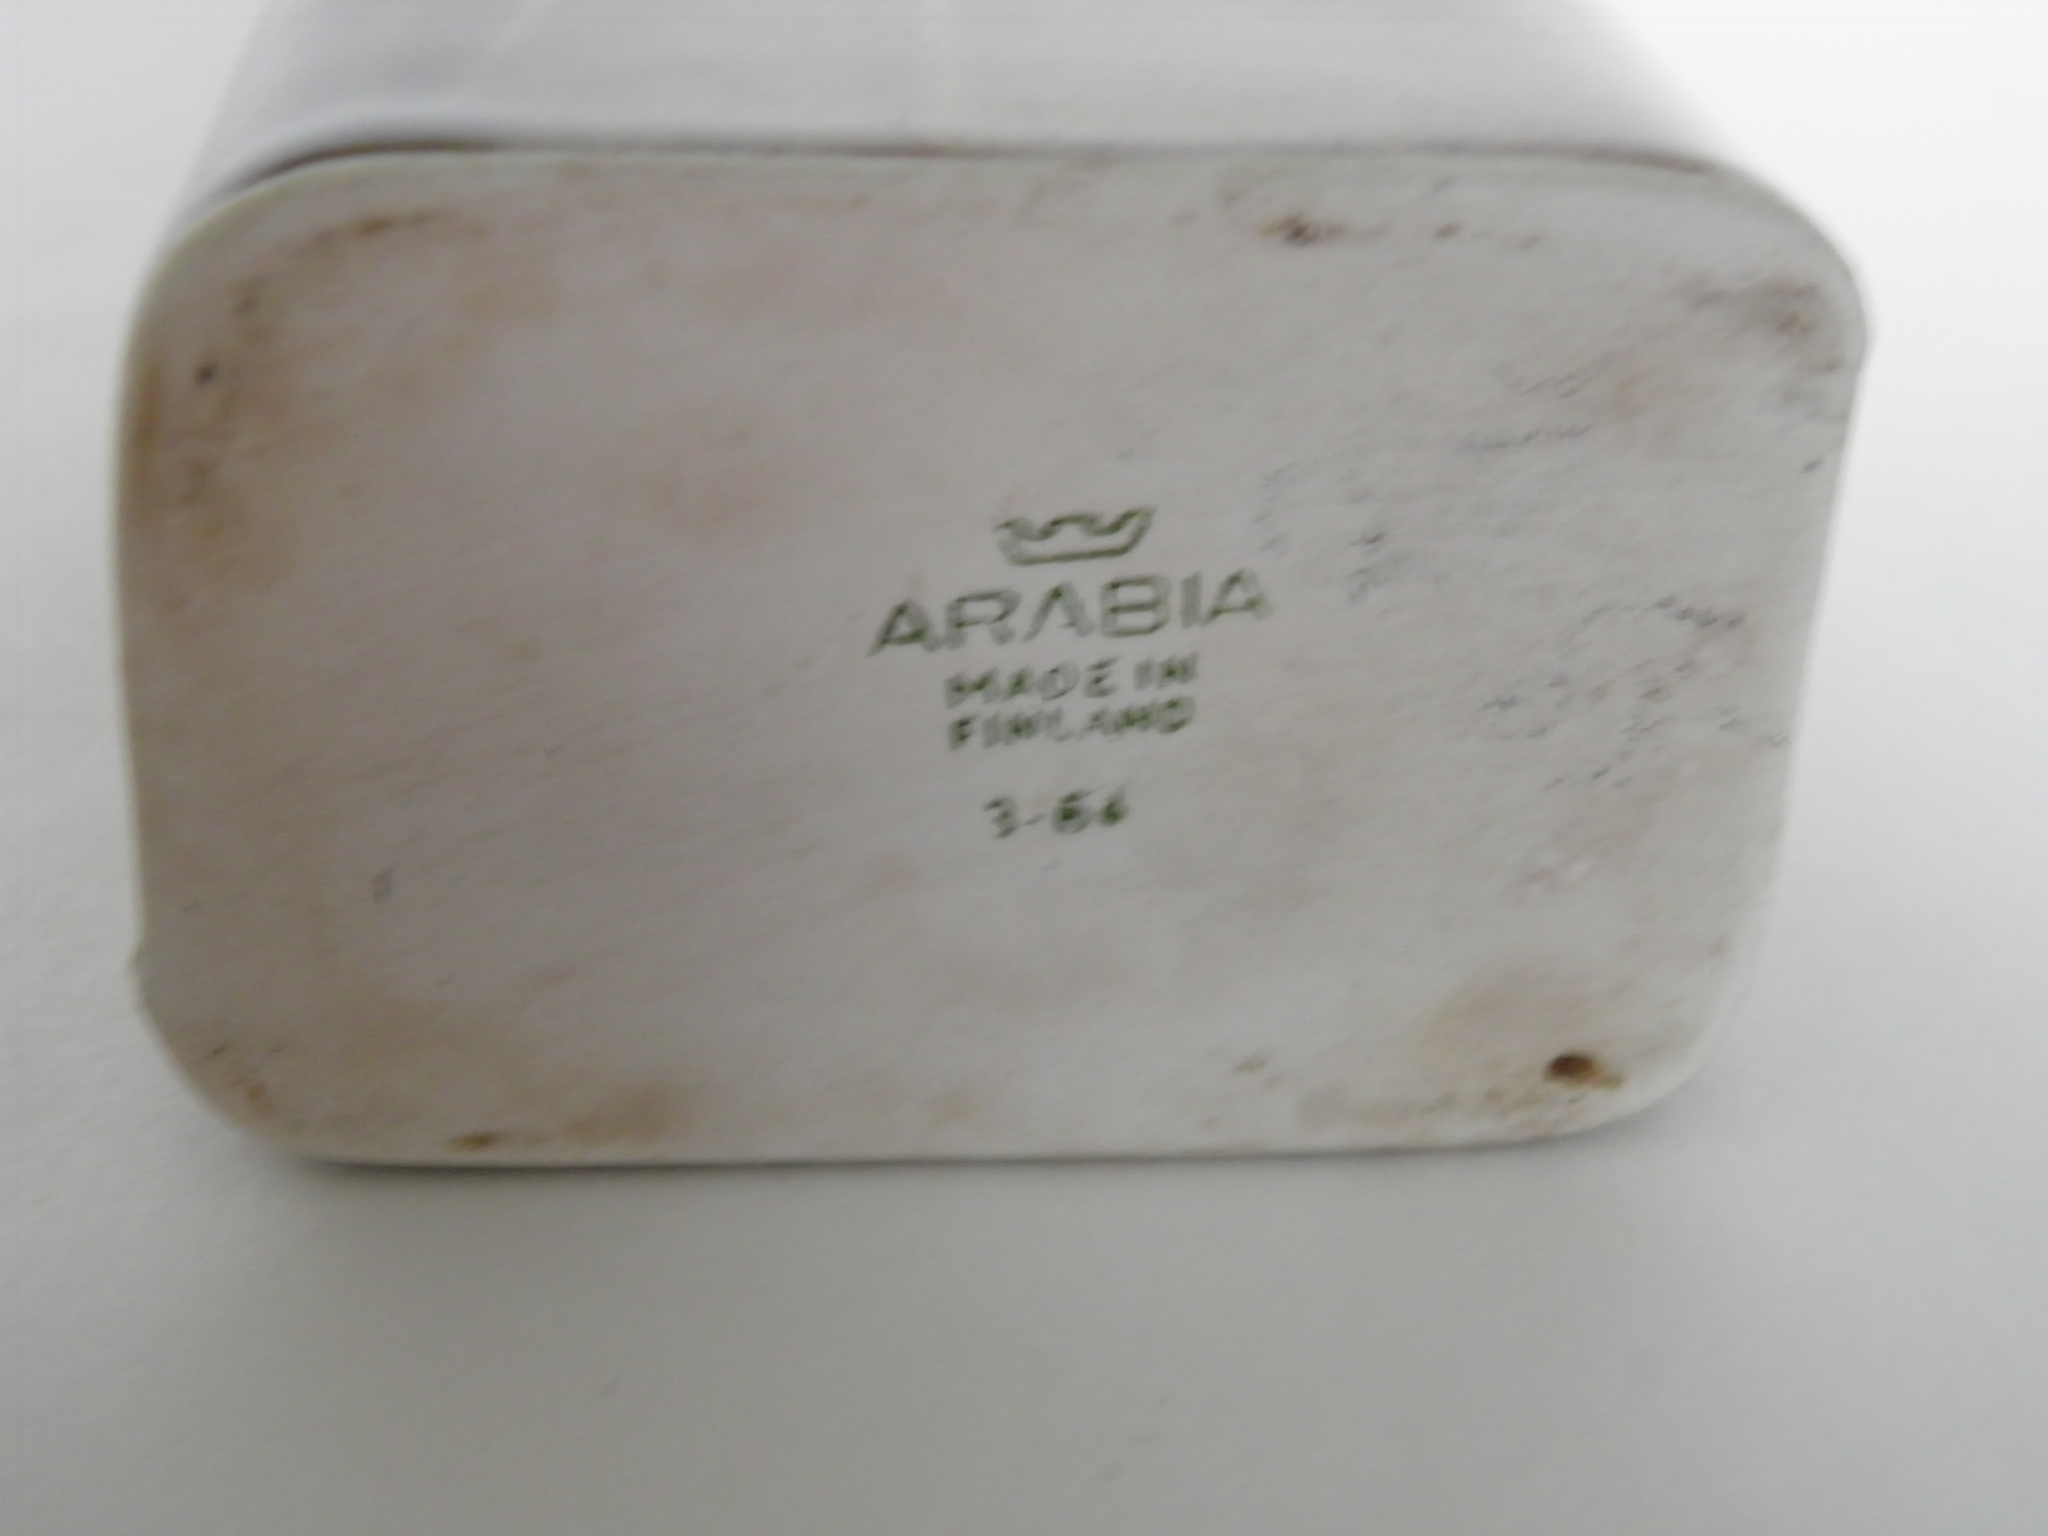 ARABIA
MADE IN
FINLAND
3-64